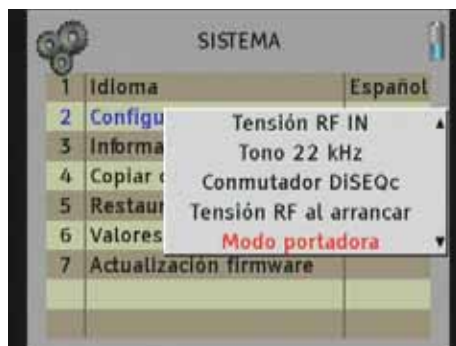 SISTEMA
1 Idioma Español
2 Configu
3 Informa
4 Copiar
5 Restaur
6 Valores
7 Actualización firmware
Tensión RF IN
Tono 22 kHz
Conmutador DiSEQc
Tensión RF al arrancar
Modo portadora